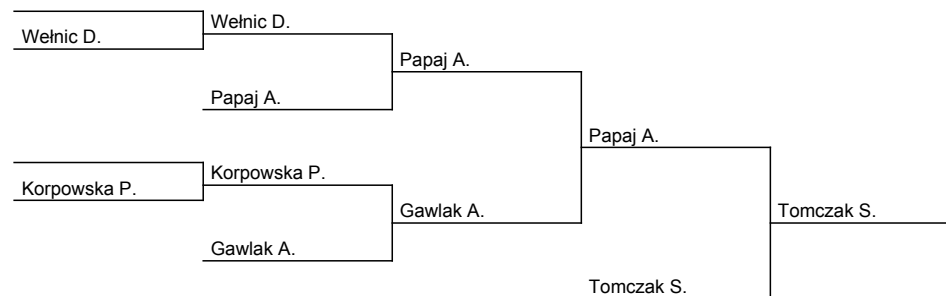 Wełnic D.
Wełnic D.
Papaj A.
Papaj A.
Papaj A.
Korpowska P.
Korpowska P.
Gawlak A.
Tomczak S.
Gawlak A.
Tomczak S.